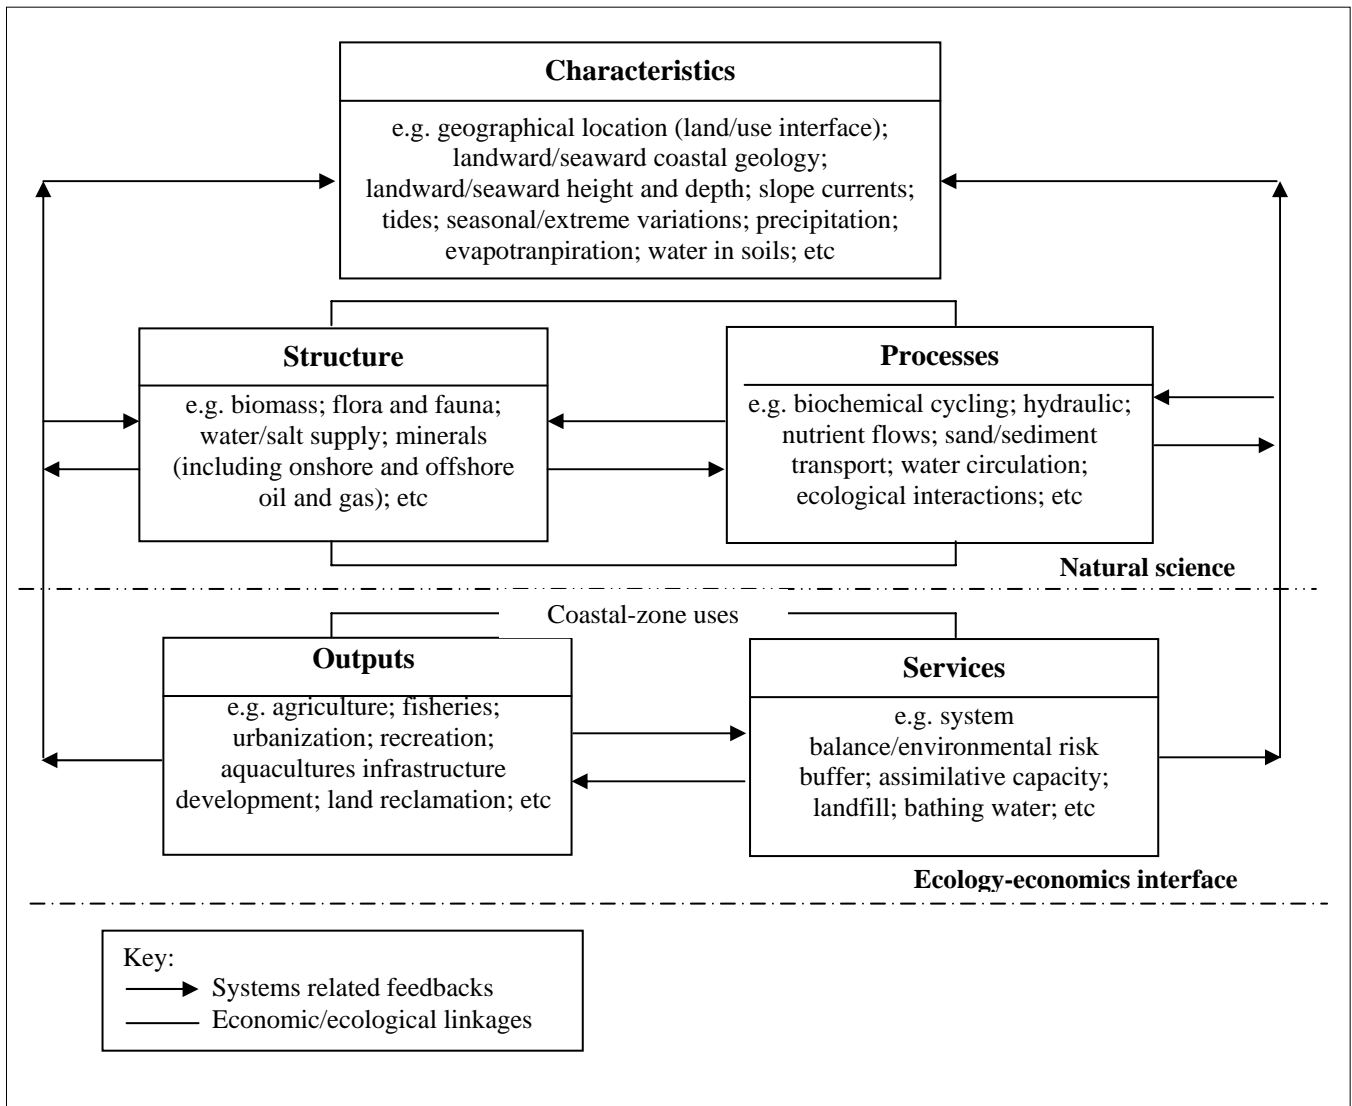 Characteristics
e.g. geographical location (land/use interface);
landward/seaward coastal geology;
landward/seaward height and depth; slope currents;
tides; seasonal/extreme variations; precipitation;
evapotranpiration; water in soils; etc
Structure
e.g. biomass; flora and fauna;
water/salt supply; minerals
(including onshore and offshore
oil and gas); etc
Processes
e.g. biochemical cycling; hydraulic;
nutrient flows; sand/sediment
transport; water circulation;
ecological interactions; etc
Natural science
Coastal-zone uses
Outputs
e.g. agriculture; fisheries;
urbanization; recreation;
aquacultures infrastructure
development; land reclamation; etc
Services
e.g. system
balance/environmental risk
buffer; assimilative capacity;
landfill; bathing water; etc
Ecology-economics interface
Key:
Systems related feedbacks
Economic/ecological linkages